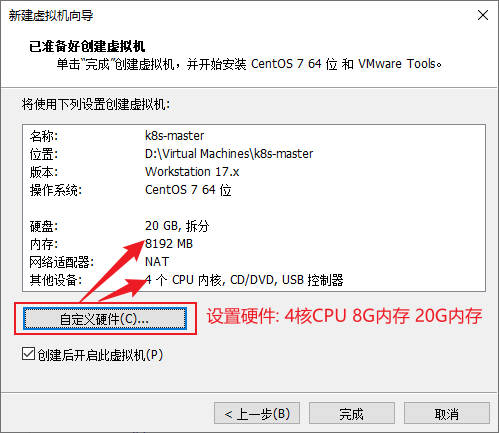 新建虚拟机向导
已准备好创建虚拟机
单击“完成”创建虚拟机，并开始安装 CentOS 7 64 位 和 VMware Tools。
将使用下列设置创建虚拟机:
名称: k8s-master
位置: D:\Virtual Machines\k8s-master
版本: Workstation 17.x
操作系统: CentOS 7 64 位
硬盘: 20 GB, 拆分
内存: 8192 MB
网络适配器: NAT
其他设备: 4 个 CPU 内核, CD/DVD, USB 控制器
自定义硬件(C)...
设置硬件: 4核CPU 8G内存 20G内存
创建后开启此虚拟机(P)
< 上一步(B)
完成
取消